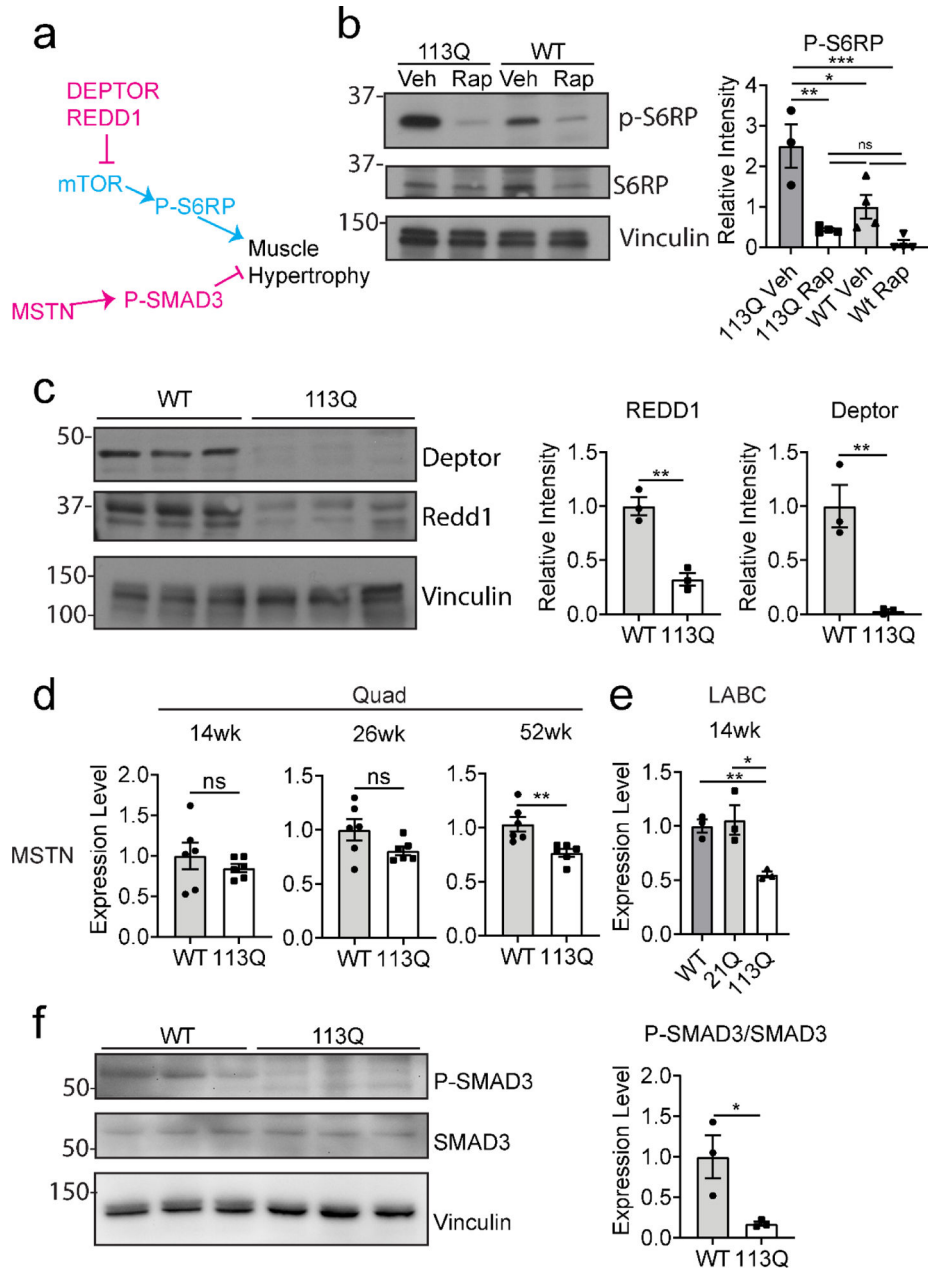 a
DEPTOR
REDD1
mTOR
P-S6RP
Muscle
Hypertrophy
MSTN
P-SMAD3
b
113Q WT
Veh Rap Veh Rap
37-
p-S6RP
37-
S6RP
150-
Vinculin
P-S6RP
***
*
**
ns
Relative Intensity
4
3
2
1
0
113Q Veh
113Q Rap
WT Veh
Wt Rap
c
WT 113Q
50-
Deptor
37-
Redd1
150-
100-
Vinculin
REDD1
Relative Intensity
1.5
1.0
0.5
0.0
**
WT 113Q
Deptor
Relative Intensity
1.5
1.0
0.5
0.0
**
WT 113Q
d
Quad
MSTN
14wk
Expression Level
2.0
1.5
1.0
0.5
0.0
ns
WT 113Q
26wk
1.5
1.0
0.5
0.0
ns
WT 113Q
52wk
1.5
1.0
0.5
0.0
**
WT 113Q
e
LABC
14wk
Expression Level
1.5
1.0
0.5
0.0
*
**
WT
21Q
113Q
f
WT 113Q
50-
P-SMAD3
50-
SMAD3
150-
Vinculin
P-SMAD3/SMAD3
Expression Level
2.0
1.5
1.0
0.5
0.0
*
WT 113Q